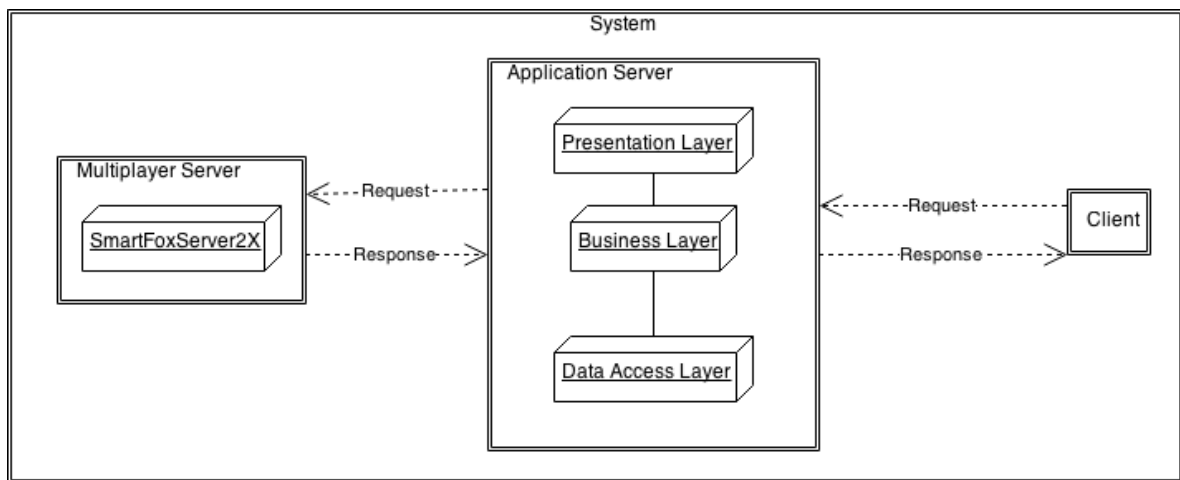 System
Application Server
Presentation Layer
Multiplayer Server
Request
Request
Client
SmartFoxServer2X
Business Layer
Response
Response
Data Access Layer